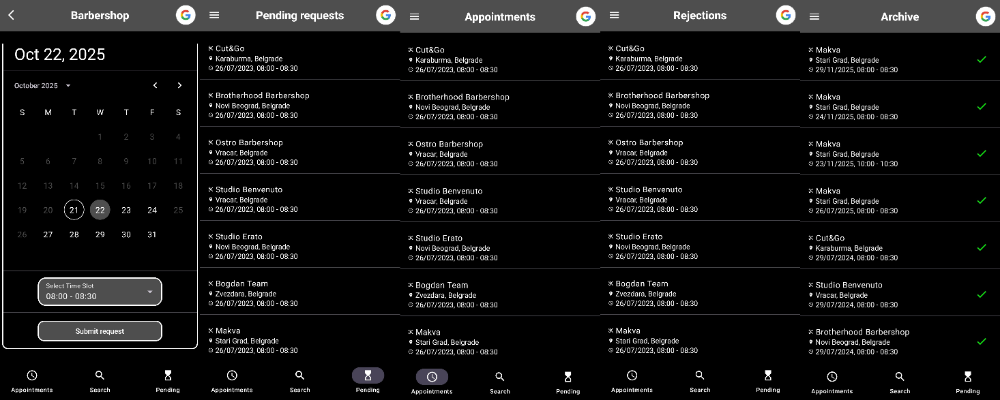 Barbershop
Oct 22, 2025
October 2025
S M T W T F S
1 2 3 4
5 6 7 8 9 10 11
12 13 14 15 16 17 18
19 20 21 22 23 24 25
26 27 28 29 30 31
Select Time Slot
08:00 - 08:30
Submit request
Appointments Search Pending
Pending requests
Cut&Go
Karaburma, Belgrade
26/07/2023, 08:00 - 08:30
Brotherhood Barbershop
Novi Beograd, Belgrade
26/07/2023, 08:00 - 08:30
Ostro Barbershop
Vracar, Belgrade
26/07/2023, 08:00 - 08:30
Studio Benvenuto
Vracar, Belgrade
26/07/2023, 08:00 - 08:30
Studio Erato
Novi Beograd, Belgrade
26/07/2023, 08:00 - 08:30
Bogdan Team
Zvezdara, Belgrade
26/07/2023, 08:00 - 08:30
Makva
Stari Grad, Belgrade
26/07/2023, 08:00 - 08:30
Appointments Search Pending
Appointments
Cut&Go
Karaburma, Belgrade
26/07/2023, 08:00 - 08:30
Brotherhood Barbershop
Novi Beograd, Belgrade
26/07/2023, 08:00 - 08:30
Ostro Barbershop
Vracar, Belgrade
26/07/2023, 08:00 - 08:30
Studio Benvenuto
Vracar, Belgrade
26/07/2023, 08:00 - 08:30
Studio Erato
Novi Beograd, Belgrade
26/07/2023, 08:00 - 08:30
Bogdan Team
Zvezdara, Belgrade
26/07/2023, 08:00 - 08:30
Makva
Stari Grad, Belgrade
26/07/2023, 08:00 - 08:30
Appointments Search Pending
Rejections
Cut&Go
Karaburma, Belgrade
26/07/2023, 08:00 - 08:30
Brotherhood Barbershop
Novi Beograd, Belgrade
26/07/2023, 08:00 - 08:30
Ostro Barbershop
Vracar, Belgrade
26/07/2023, 08:00 - 08:30
Studio Benvenuto
Vracar, Belgrade
26/07/2023, 08:00 - 08:30
Studio Erato
Novi Beograd, Belgrade
26/07/2023, 08:00 - 08:30
Bogdan Team
Zvezdara, Belgrade
26/07/2023, 08:00 - 08:30
Makva
Stari Grad, Belgrade
26/07/2023, 08:00 - 08:30
Appointments Search Pending
Archive
Makva
Stari Grad, Belgrade
29/11/2025, 08:00 - 08:30
Makva
Stari Grad, Belgrade
24/11/2025, 08:00 - 08:30
Makva
Stari Grad, Belgrade
23/11/2025, 10:00 - 10:30
Makva
Stari Grad, Belgrade
26/07/2025, 08:00 - 08:30
Cut&Go
Karaburma, Belgrade
29/07/2024, 08:00 - 08:30
Studio Benvenuto
Vracar, Belgrade
29/07/2024, 08:00 - 08:30
Brotherhood Barbershop
Novi Beograd, Belgrade
29/07/2024, 08:00 - 08:30
Appointments Search Pending